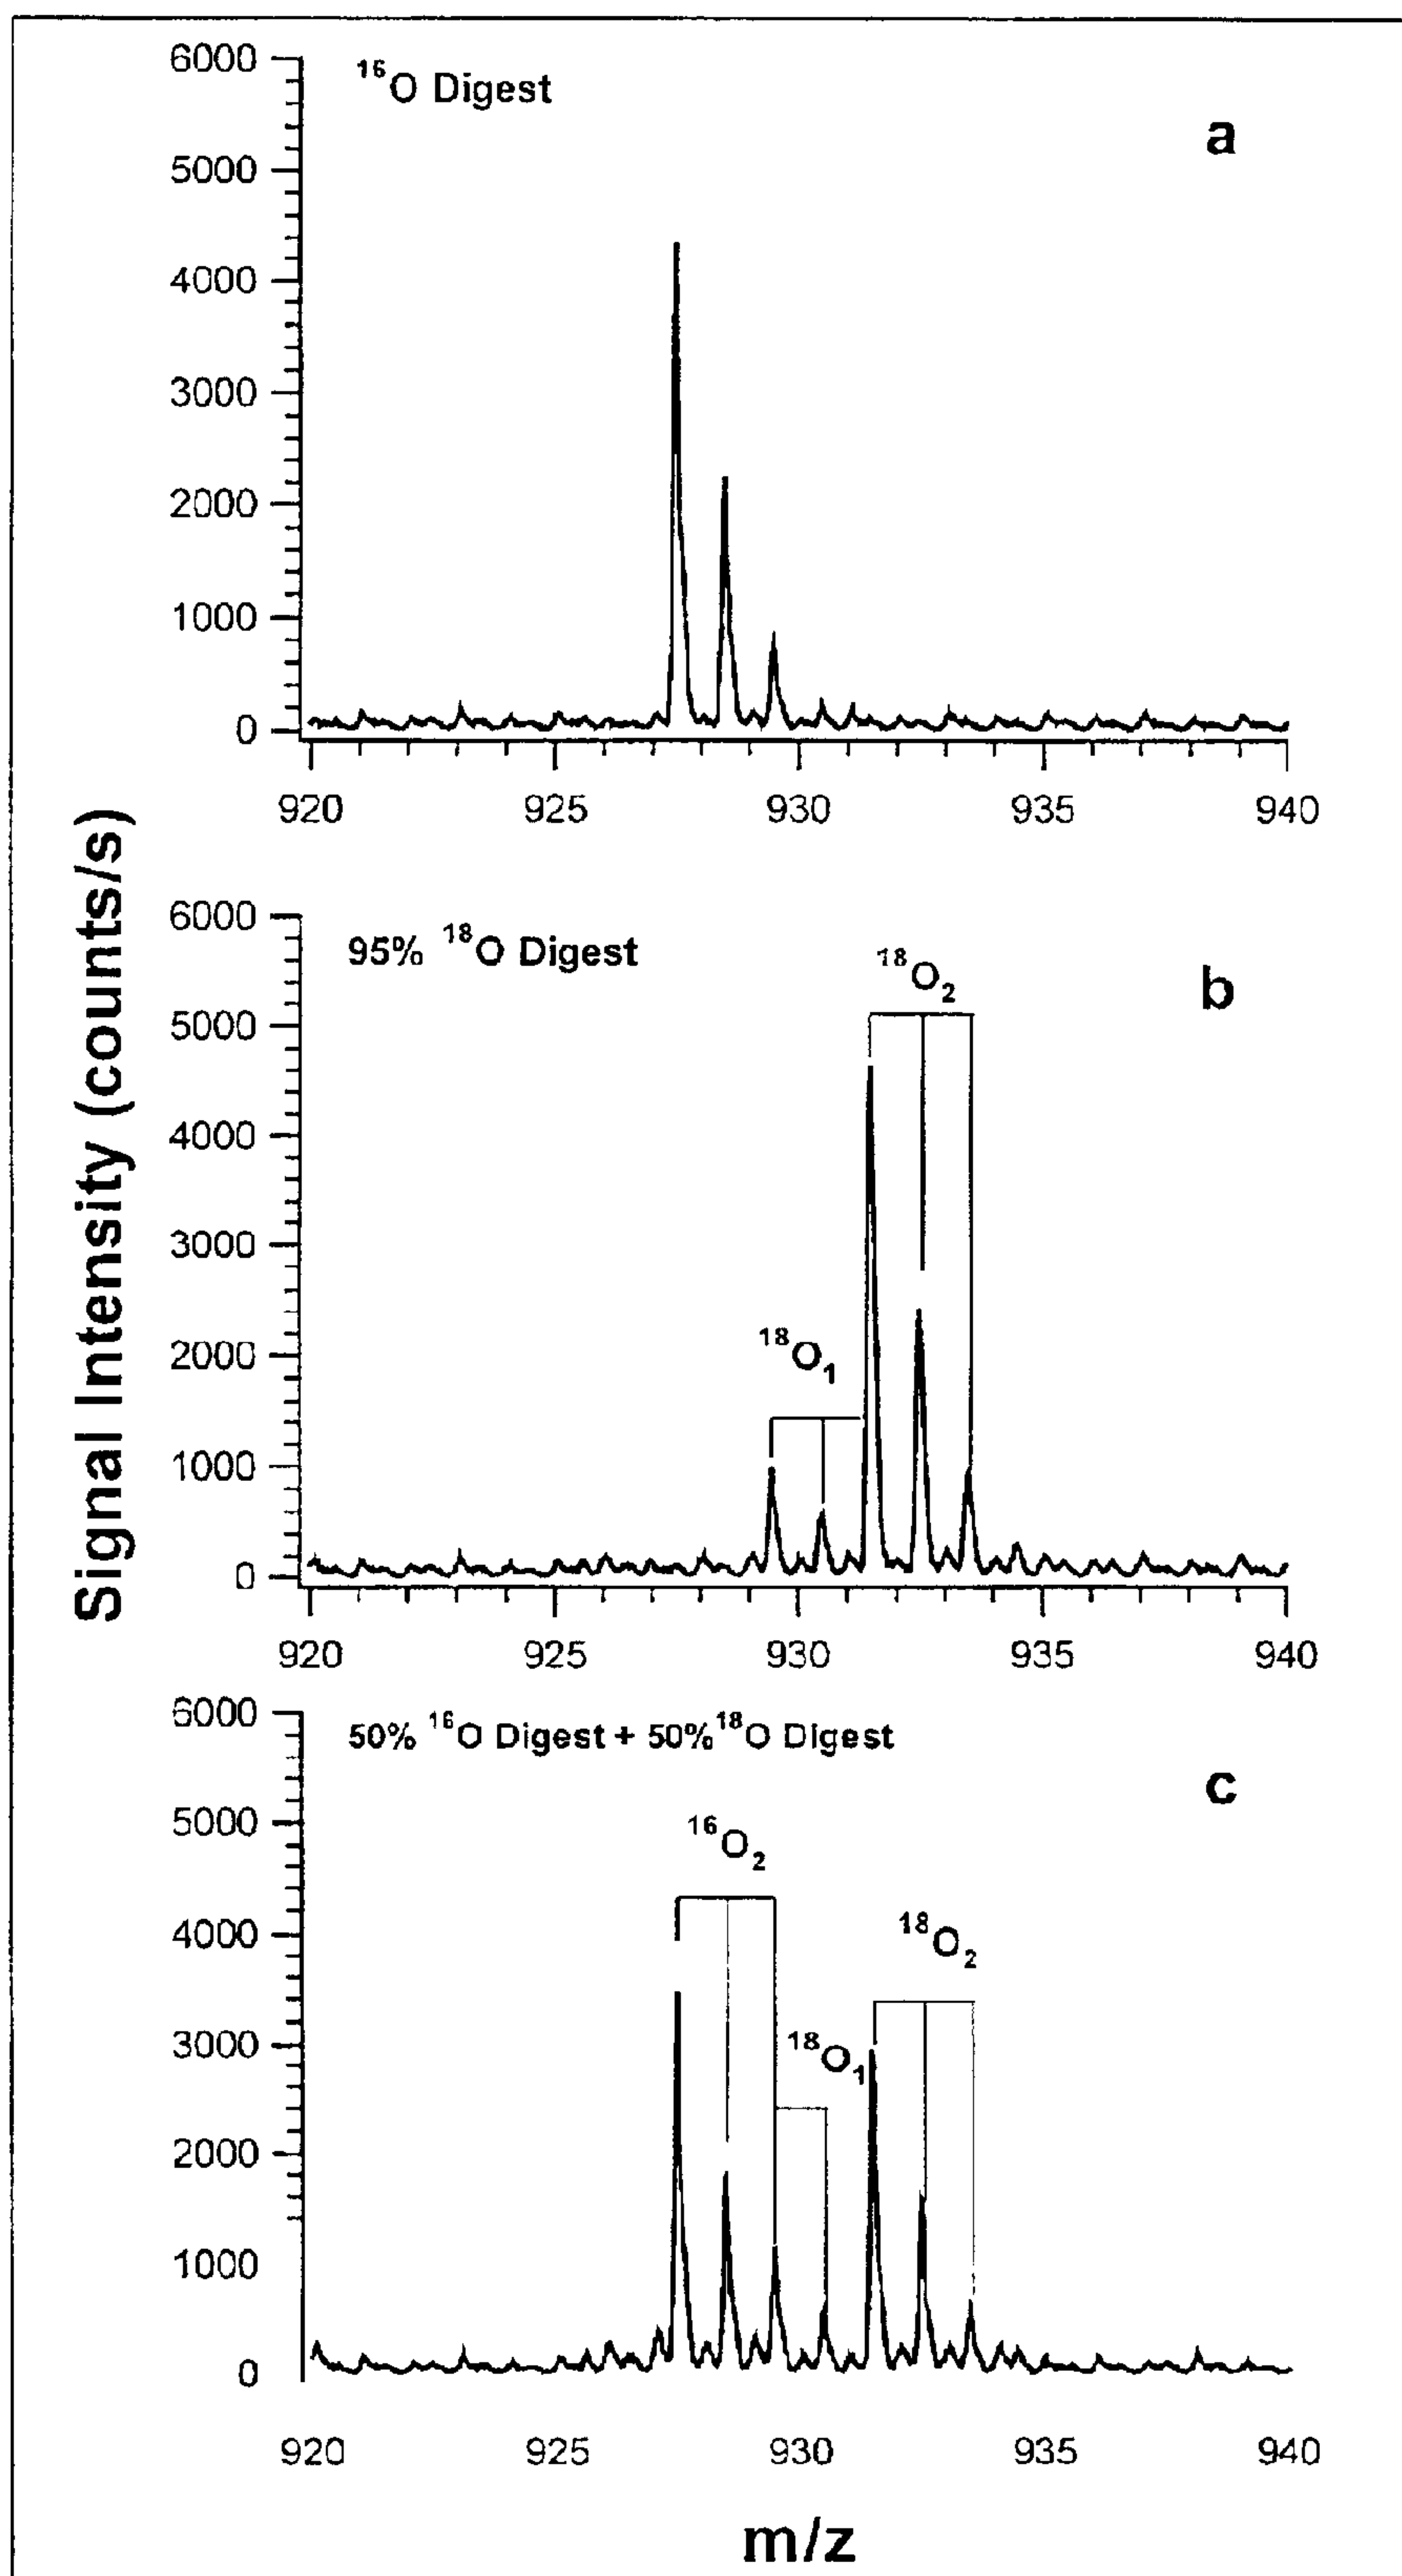 6000
¹⁶O Digest
a
5000
4000
3000
2000
1000
0
920 925 930 935 940
Signal Intensity (counts/s)
6000
95% ¹⁸O Digest
¹⁸O₂
b
5000
4000
3000
2000
¹⁸O₁
1000
0
920 925 930 935 940
6000
50% ¹⁶O Digest + 50% ¹⁸O Digest
c
5000
¹⁶O₂
4000
¹⁸O₂
3000
¹⁸O₁
2000
1000
0
920 925 930 935 940
m/z